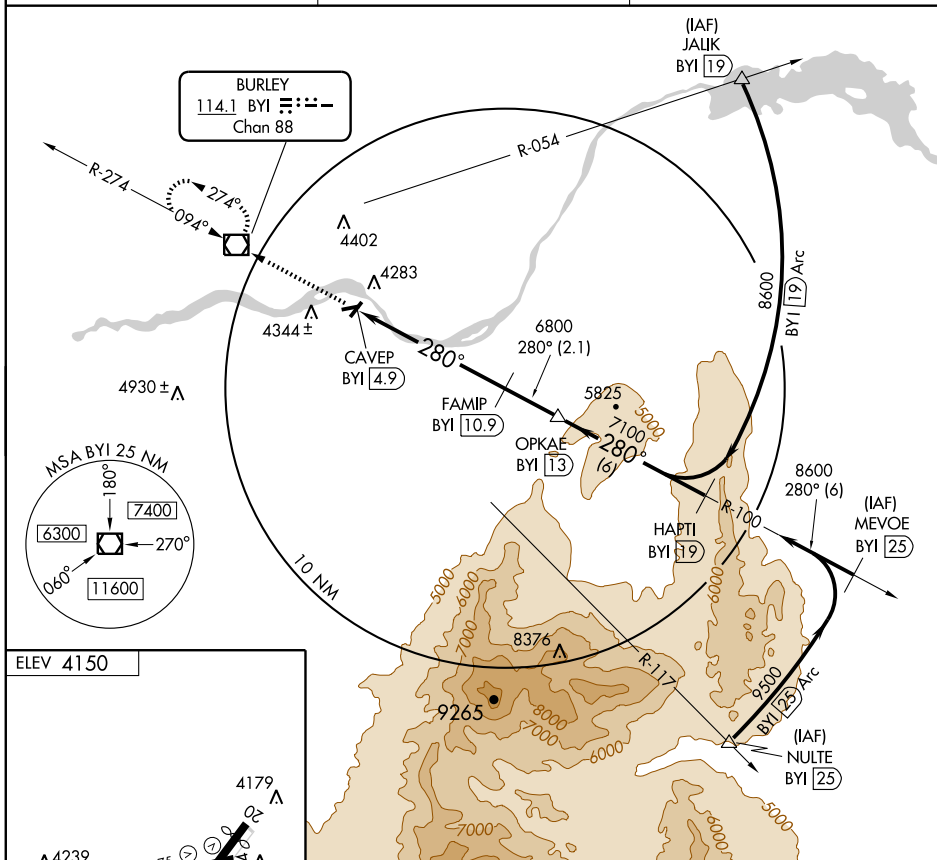 (IAF)
JALIK
BYI 19
BURLEY
114.1 BYI
Chan 88
R-054
R-274
274°
094°
4402
4283
4344 ±
8600
BYI 19 Arc
CAVEP
BYI 4.9
280°
6800
280° (2.1)
4930 ±
FAMIP
BYI 10.9
5825
5000
7100
280°
(6)
OPKAE
BYI 13
MSA BYI 25 NM
180°
7400
6300
270°
060°
11600
8600
280° (6)
R-100
(IAF)
MEVOE
BYI 25
HAPTI
BYI 19
10 NM
5000
6000
7000
6000
8376
R-117
9500
BYI 25 Arc
9265
8000
7000
6000
(IAF)
NULTE
BYI 25
5000
7000
6000
ELEV 4150
4179
20
4239